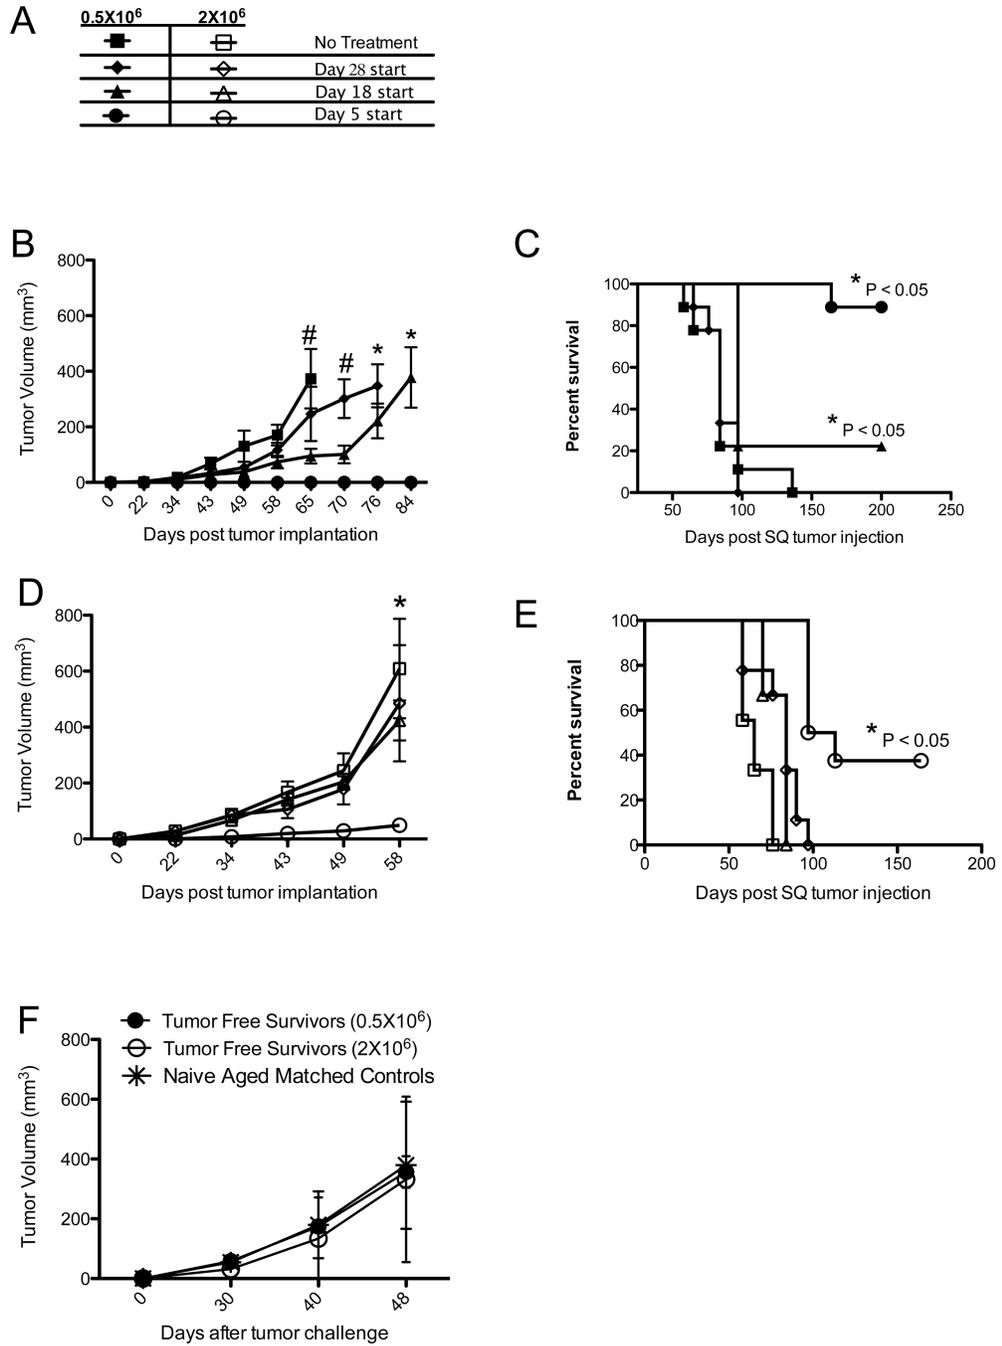 A
0.5X10⁶ 2X10⁶
No Treatment
Day 28 start
Day 18 start
Day 5 start
B
Tumor Volume (mm³)
800
600
400
200
0
# # * *
0 22 34 43 49 58 65 70 76 84
Days post tumor implantation
C
Percent survival
100
80
60
40
20
0
* P < 0.05
* P < 0.05
50 100 150 200 250
Days post SQ tumor injection
D
Tumor Volume (mm³)
800
600
400
200
0
*
0 22 34 43 49 58
Days post tumor implantation
E
Percent survival
100
80
60
40
20
0
* P < 0.05
0 50 100 150 200
Days post SQ tumor injection
F
Tumor Free Survivors (0.5X10⁶)
Tumor Free Survivors (2X10⁶)
Naive Aged Matched Controls
Tumor Volume (mm³)
800
600
400
200
0
0 30 40 48
Days after tumor challenge